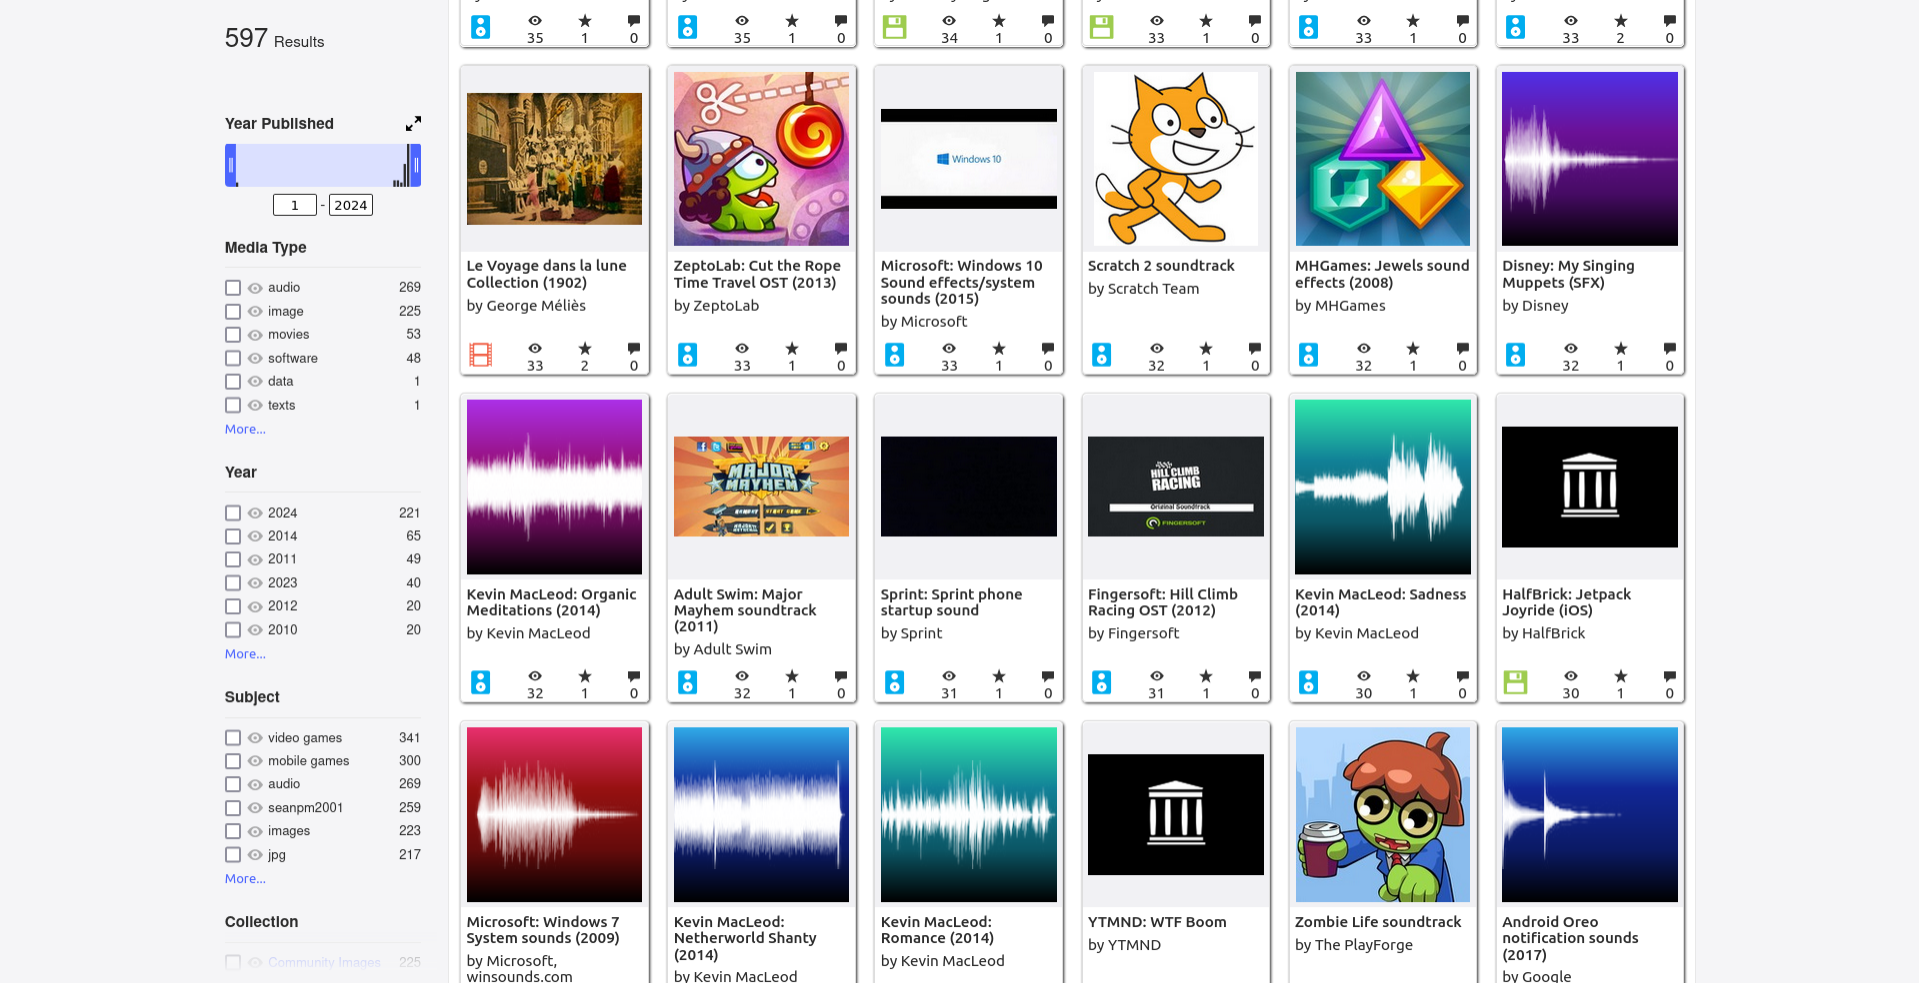 597 Results
Year Published
1 - 2024
Media Type
audio 269
image 225
movies 53
software 48
data 1
texts 1
More...
Year
2024 221
2014 65
2011 49
2023 40
2012 20
2010 20
More...
Subject
video games 341
mobile games 300
audio 269
seanpm2001 259
images 223
jpg 217
More...
Collection
Community Images 225
35 1 0
35 1 0
34 1 0
33 1 0
33 1 0
33 2 0
Le Voyage dans la lune
Collection (1902)
by George Méliès
33 2 0
ZeptoLab: Cut the Rope
Time Travel OST (2013)
by ZeptoLab
33 1 0
Windows 10
Microsoft: Windows 10
Sound effects/system
sounds (2015)
by Microsoft
33 1 0
Scratch 2 soundtrack
by Scratch Team
32 1 0
MHGames: Jewels sound
effects (2008)
by MHGames
32 1 0
Disney: My Singing
Muppets (SFX)
by Disney
32 1 0
Kevin MacLeod: Organic
Meditations (2014)
by Kevin MacLeod
32 1 0
MAJOR
MAYHEM
Adult Swim: Major
Mayhem soundtrack
(2011)
by Adult Swim
32 1 0
Sprint: Sprint phone
startup sound
by Sprint
31 1 0
HILL CLIMB
RACING
Original Soundtrack
FINGERSOFT
Fingersoft: Hill Climb
Racing OST (2012)
by Fingersoft
31 1 0
Kevin MacLeod: Sadness
(2014)
by Kevin MacLeod
30 1 0
HalfBrick: Jetpack
Joyride (iOS)
by HalfBrick
30 1 0
Microsoft: Windows 7
System sounds (2009)
by Microsoft,
winsounds.com
Kevin MacLeod:
Netherworld Shanty
(2014)
by Kevin MacLeod
Kevin MacLeod:
Romance (2014)
by Kevin MacLeod
YTMND: WTF Boom
by YTMND
Zombie Life soundtrack
by The PlayForge
Android Oreo
notification sounds
(2017)
by Google